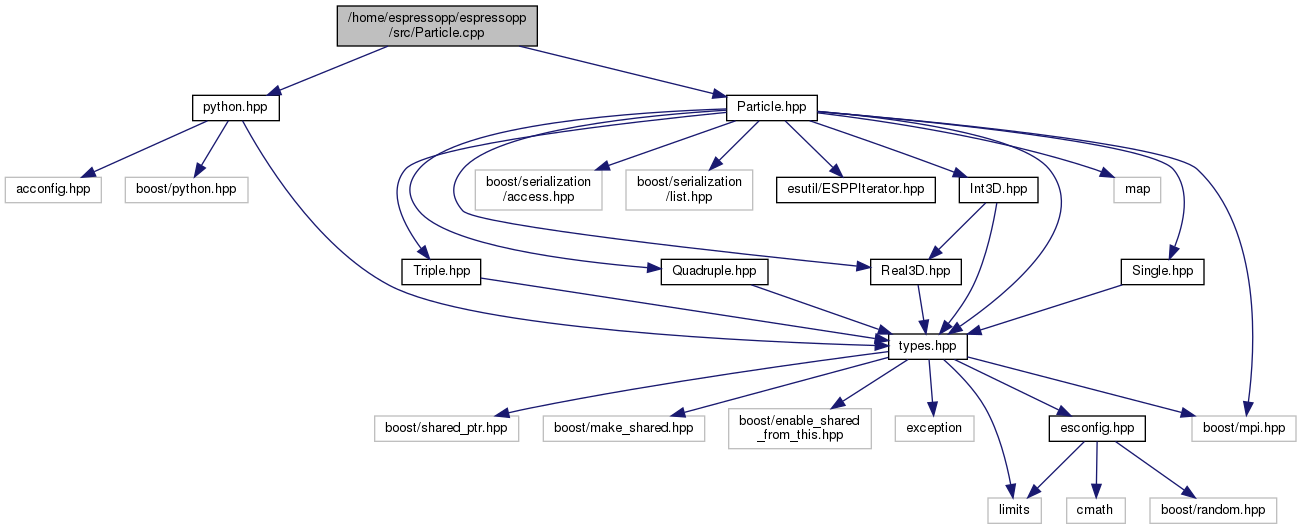 /home/espressopp/espressopp
/src/Particle.cpp
python.hpp
Particle.hpp
acconfig.hpp
boost/python.hpp
boost/serialization
/access.hpp
boost/serialization
/list.hpp
esutil/ESPPIterator.hpp
Int3D.hpp
map
Triple.hpp
Quadruple.hpp
Real3D.hpp
Single.hpp
types.hpp
boost/shared_ptr.hpp
boost/make_shared.hpp
boost/enable_shared
_from_this.hpp
exception
esconfig.hpp
boost/mpi.hpp
limits
cmath
boost/random.hpp